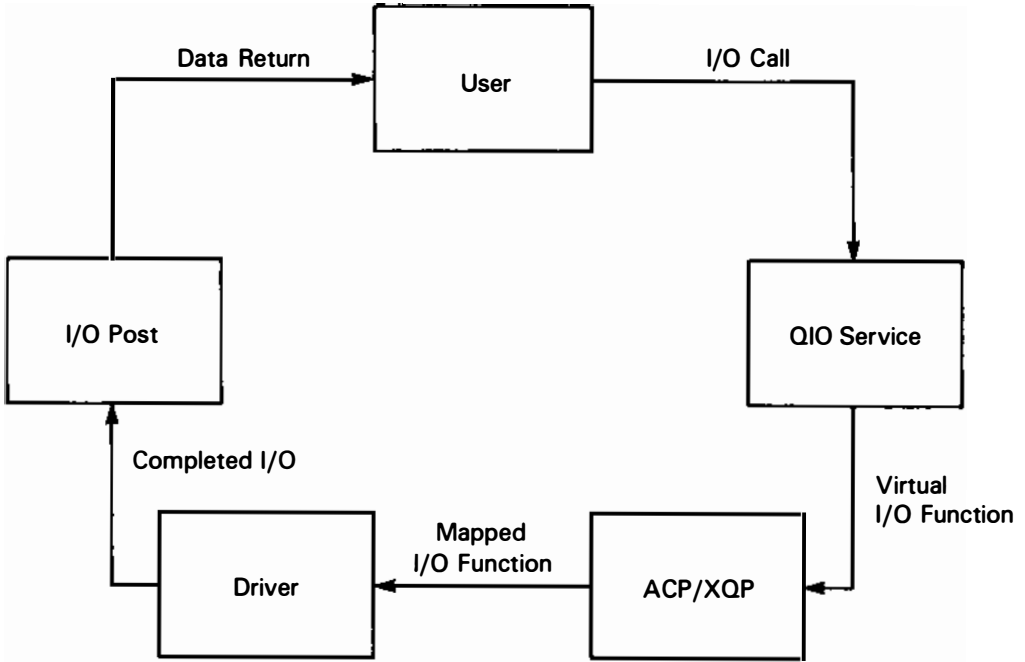 Data Return
I/O Call
User
I/O Post
QIO Service
Completed I/O
Virtual
I/O Function
Mapped
I/O Function
Driver
ACP/XQP